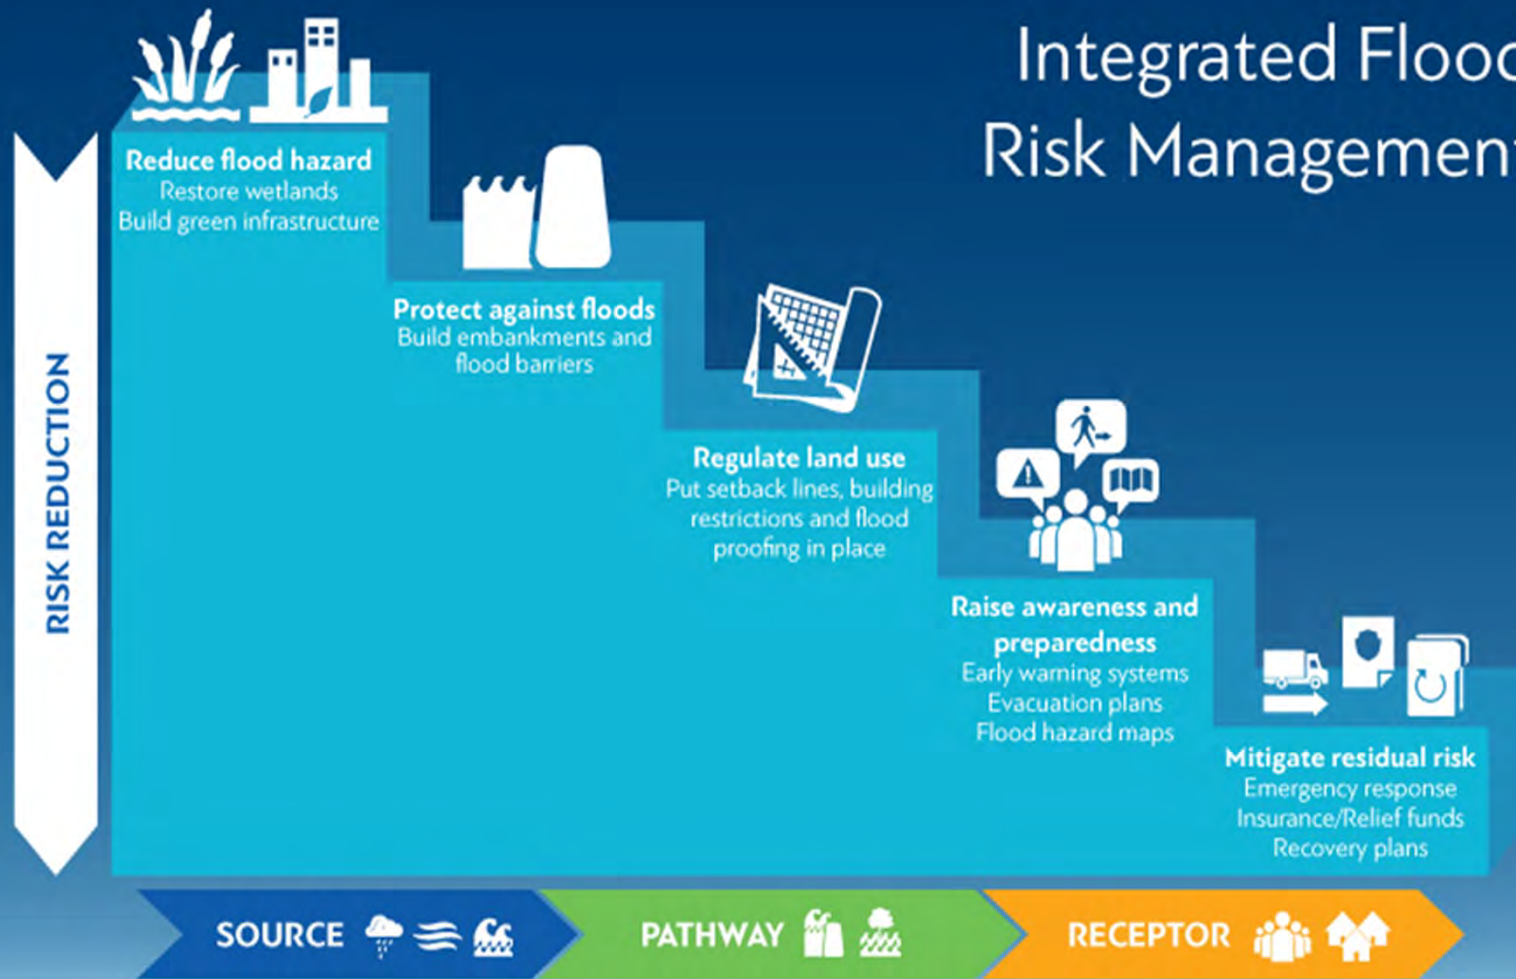 Integrated Flood
Risk Management
RISK REDUCTION
Reduce flood hazard
Restore wetlands
Build green infrastructure
Protect against floods
Build embankments and
flood barriers
Regulate land use
Put setback lines, building
restrictions and flood
proofing in place
Raise awareness and
preparedness
Early warning systems
Evacuation plans
Flood hazard maps
Mitigate residual risk
Emergency response
Insurance/Relief funds
Recovery plans
SOURCE
PATHWAY
RECEPTOR